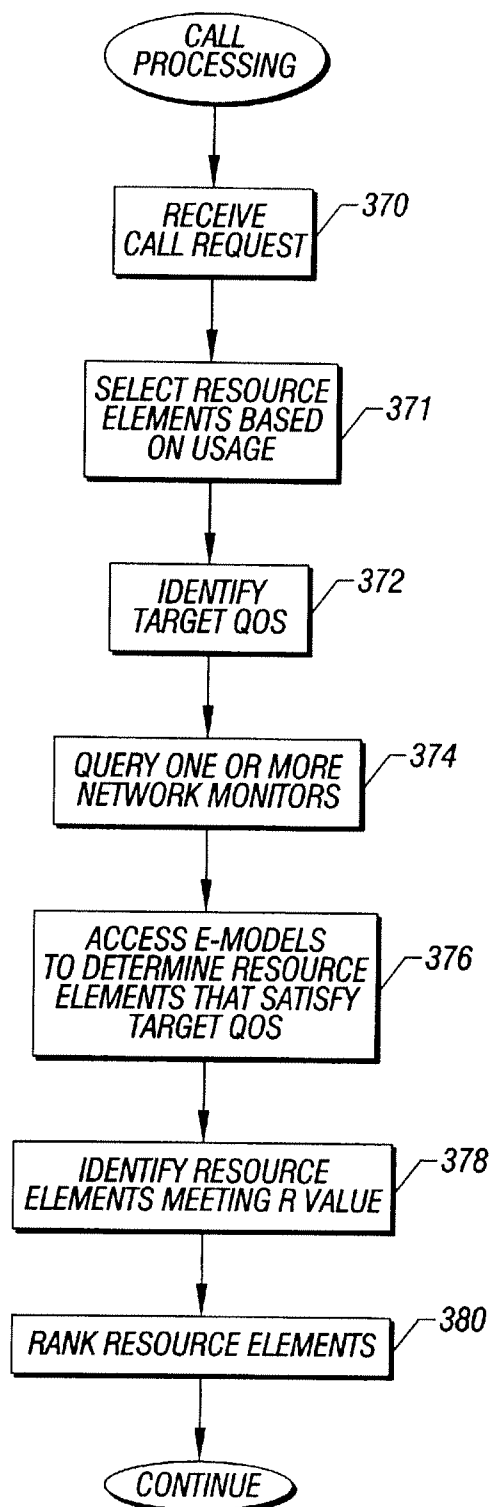 CALL
PROCESSING
RECEIVE
CALL REQUEST
370
SELECT RESOURCE
ELEMENTS BASED
ON USAGE
371
IDENTIFY
TARGET QOS
372
QUERY ONE OR MORE
NETWORK MONITORS
374
ACCESS E-MODELS
TO DETERMINE RESOURCE
ELEMENTS THAT SATISFY
TARGET QOS
376
IDENTIFY RESOURCE
ELEMENTS MEETING R VALUE
378
RANK RESOURCE ELEMENTS
380
CONTINUE